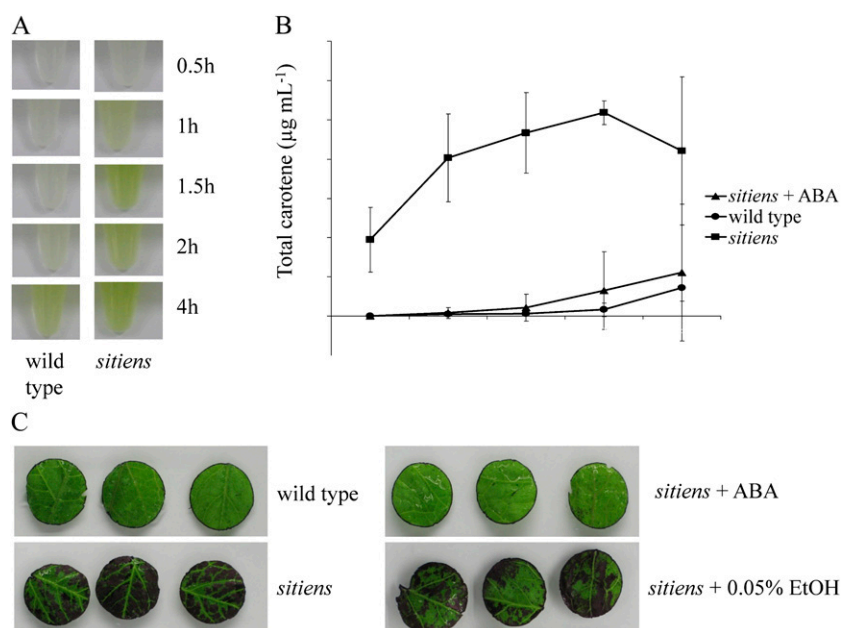 A
0.5h
1h
1.5h
2h
4h
wild
type
sitiens
B
Total carotene (µg mL⁻¹)
sitiens + ABA
wild type
sitiens
C
wild type
sitiens + ABA
sitiens
sitiens + 0.05% EtOH